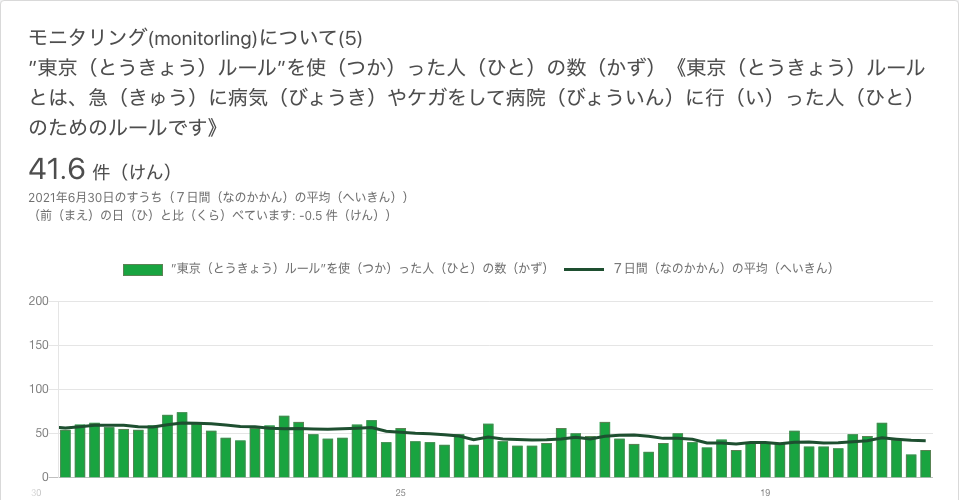 モニタリング(monitorling)について(5)
”東京（とうきょう）ルール”を使（つか）った人（ひと）の数（かず）《東京（とうきょう）ルール
とは、急（きゅう）に病気（びょうき）やケガをして病院（びょういん）に行（い）った人（ひと）
のためのルールです》
41.6 件（けん）
2021年6月30日のすうち（７日間（なのかかん）の平均（へいきん））
（前（まえ）の日（ひ）と比（くら）べています: -0.5 件（けん））
”東京（とうきょう）ルール”を使（つか）った人（ひと）の数（かず） ７日間（なのかかん）の平均（へいきん）
200
150
100
50
0
30 25 19